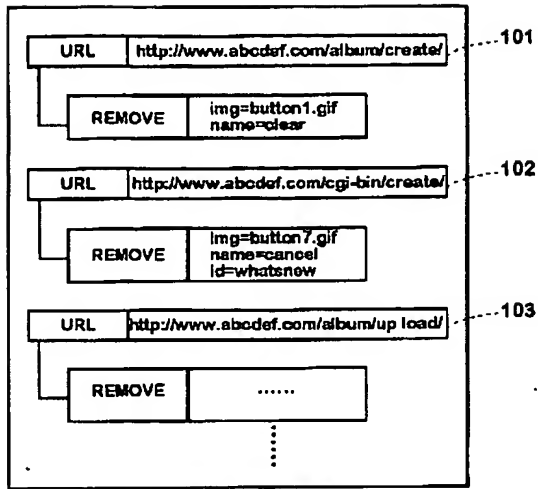 URL http://www.abcdef.com/album/create/ 101
REMOVE img=button1.gif
name=clear
URL http://www.abcdef.com/cgi-bin/create/ 102
REMOVE img=button7.gif
name=cancel
id=whatsnew
URL http://www.abcdef.com/album/up load/ 103
REMOVE ......